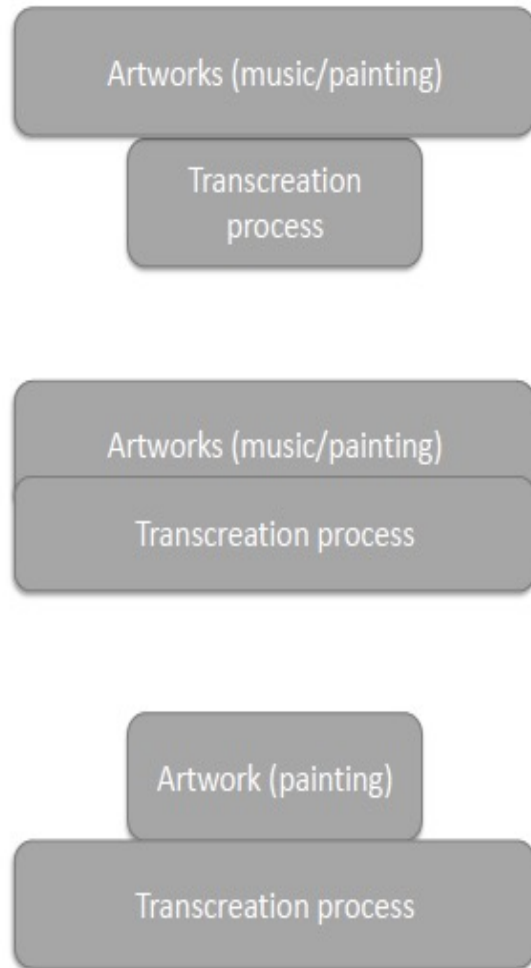 Artworks (music/painting)
Transcreation
process
Artworks (music/painting)
Transcreation process
Artwork (painting)
Transcreation process